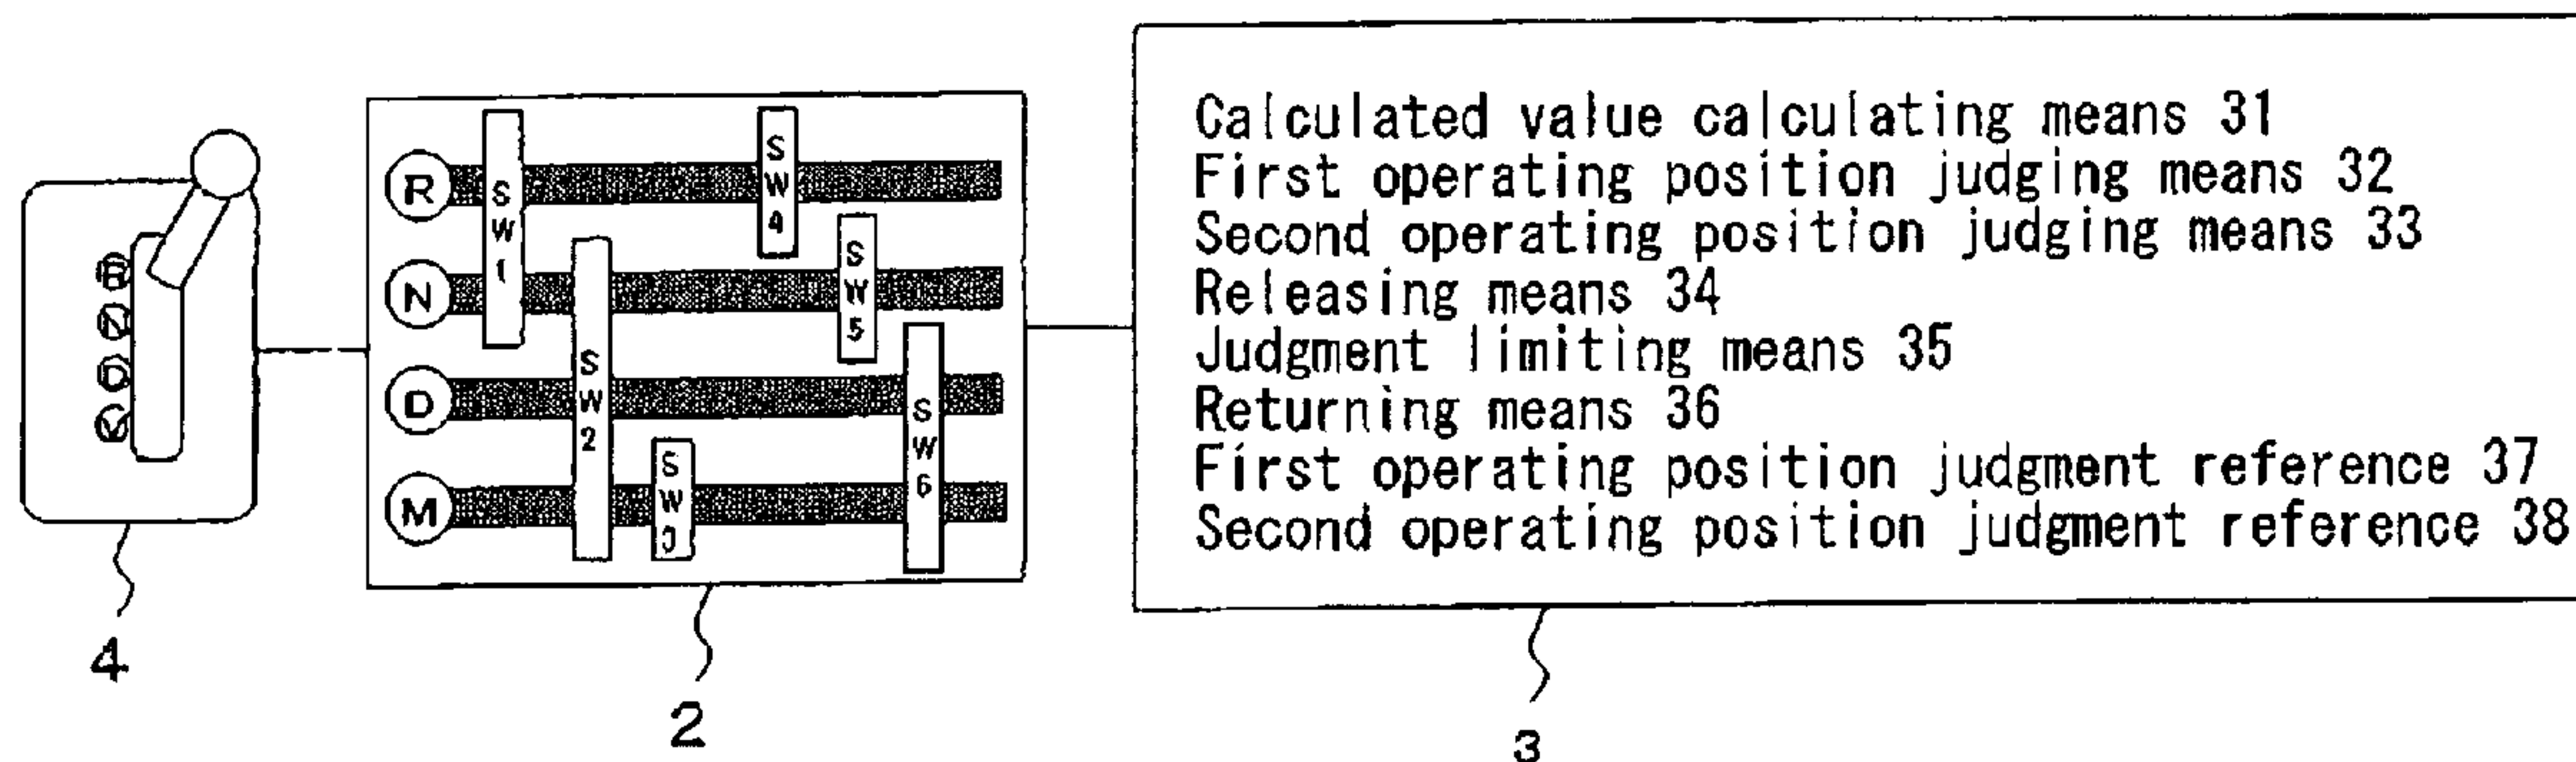 R
N
D
M
SW1
SW2
SW3
SW4
SW5
SW6
R
N
D
M
Calculated value calculating means 31
First operating position judging means 32
Second operating position judging means 33
Releasing means 34
Judgment limiting means 35
Returning means 36
First operating position judgment reference 37
Second operating position judgment reference 38
4
2
3